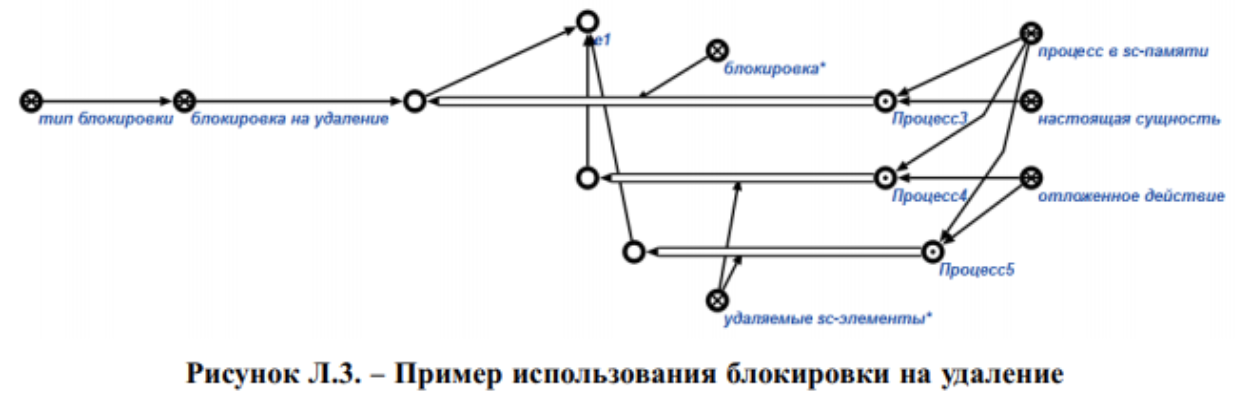 e1
блокировка*
процесс в sc-памяти
тип блокировки
блокировка на удаление
Процесс3
настоящая сущность
Процесс4
отложенное действие
Процесс5
удаляемые sc-элементы*
Рисунок Л.3. – Пример использования блокировки на удаление